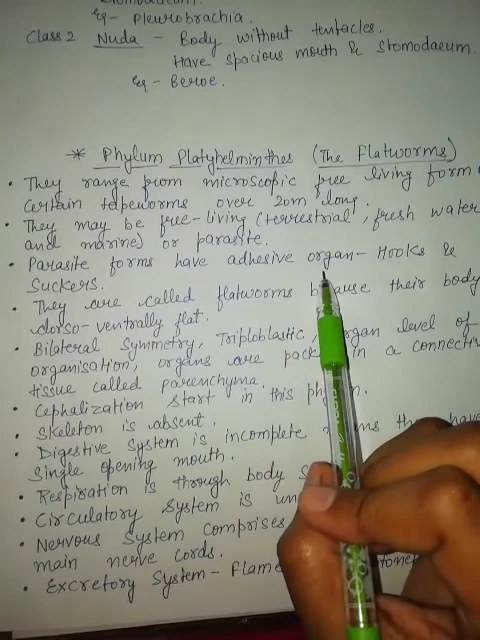 Eg - Pleurobrachia.
Class 2 Nuda - Body without tentacles.
Have spacious mouth & stomodaeum.
Eg - Beroe.
* Phylum Platyhelminthes (The Flatworms)
• They range from microscopic free living form
certain tapeworms over 20m long.
• They may be free-living (terrestrial, fresh water
and marine) or parasite.
• Parasite forms have adhesive organ - Hooks &
Suckers.
• They are called flatworms because their body
dorso-ventrally flat.
• Bilateral Symmetry, Triploblastic, organ level of
organisation, organs are pack in a connectiv
tissue called parenchyma.
• Cephalization start in this ph m.
• Skeleton is absent.
• Digestive System is incomplete have
Single opening mouth.
• Respiration is through body s
• Circulatory System is un
• Nervous System comprises
main nerve cords.
• Excretory System - Flame